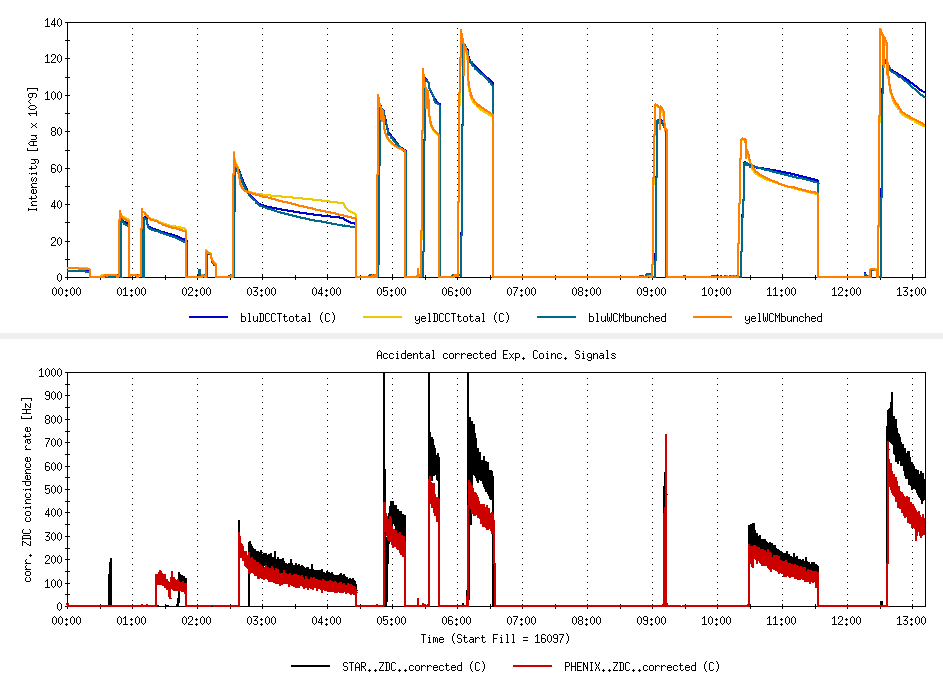 140
120
100
80
60
40
20
0
Intensity [Au x 10^9]
00:00 01:00 02:00 03:00 04:00 05:00 06:00 07:00 08:00 09:00 10:00 11:00 12:00 13:00
bluDCCTtotal (C) yelDCCTtotal (C) bluWCMbunched yelWCMbunched
Accidental corrected Exp. Coinc. Signals
1000
900
800
700
600
500
400
300
200
100
0
corr. ZDC coincidence rate [Hz]
00:00 01:00 02:00 03:00 04:00 05:00 06:00 07:00 08:00 09:00 10:00 11:00 12:00 13:00
Time (Start Fill = 16097)
STAR..ZDC..corrected (C) PHENIX..ZDC..corrected (C)